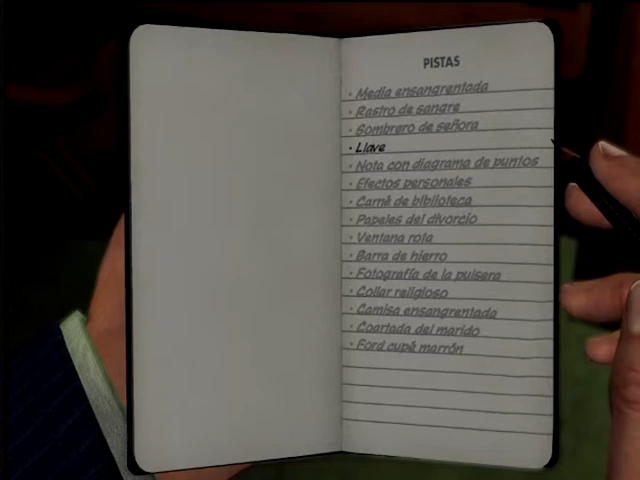 PISTAS
· Media ensangrentada
· Rastro de sangre
· Sombrero de señora
· Llave
· Nota con diagrama de puntos
· Efectos personales
· Carné de biblioteca
· Papeles del divorcio
· Ventana rota
· Barra de hierro
· Fotografía de la pulsera
· Collar religioso
· Camisa ensangrentada
· Coartada del marido
· Ford cupé marrón